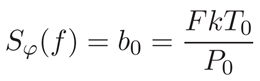 S_φ(f) = b_0 = \frac{FkT_0}{P_0}